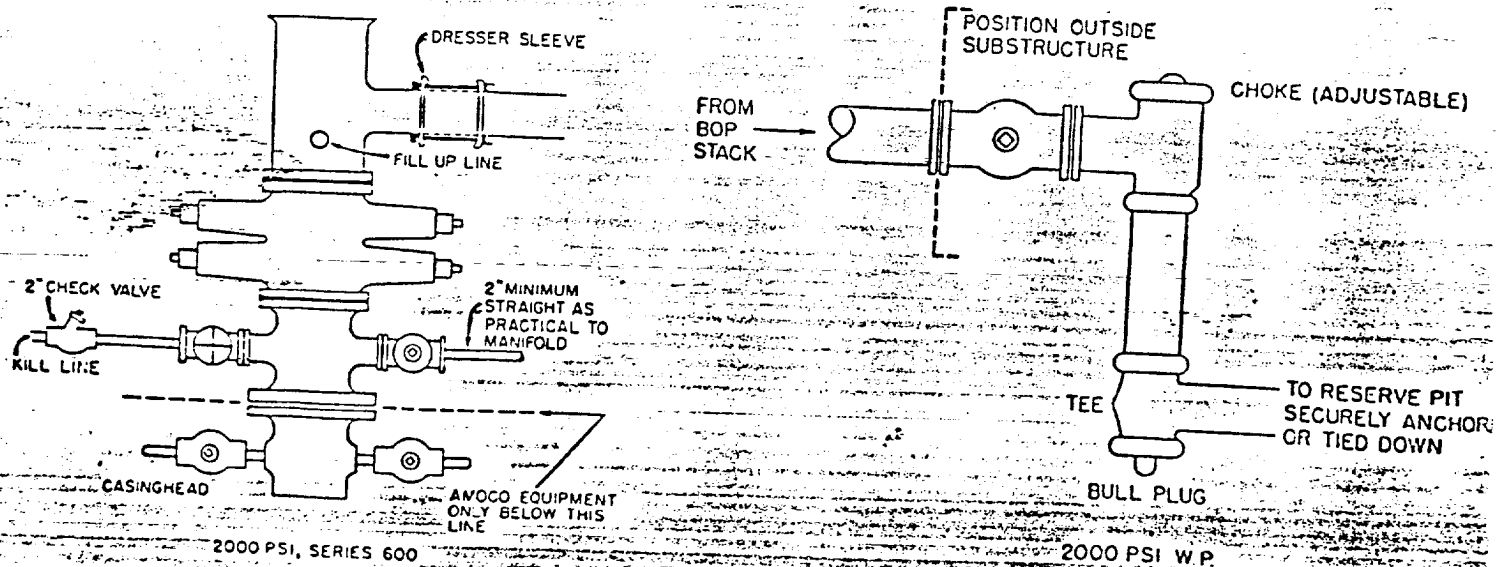 DRESSER SLEEVE
FILL UP LINE
2" CHECK VALVE
KILL LINE
2" MINIMUM
STRAIGHT AS
PRACTICAL TO
MANIFOLD
CASINGHEAD
AMOCO EQUIPMENT
ONLY BELOW THIS
LINE
2000 PSI, SERIES 600
POSITION OUTSIDE
SUBSTRUCTURE
FROM
BOP
STACK
CHOKE (ADJUSTABLE)
TEE
TO RESERVE PIT
SECURELY ANCHOR
OR TIED DOWN
BULL PLUG
2000 PSI W.P.